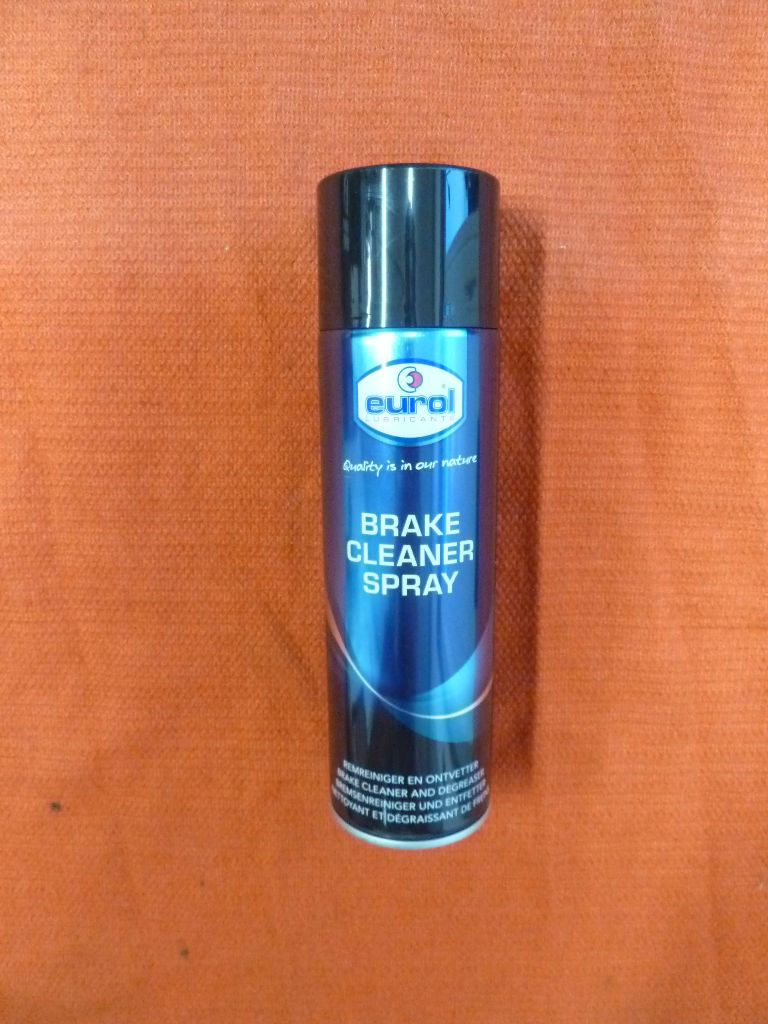 eurol
LUBRICANTS
Quality is in our nature
BRAKE
CLEANER
SPRAY
REMREINIGER EN ONTVETTER
BRAKE CLEANER AND DEGREASER
BREMSENREINIGER UND ENTFETTER
NETTOYANT ET DÉGRAISSANT DE FREINS